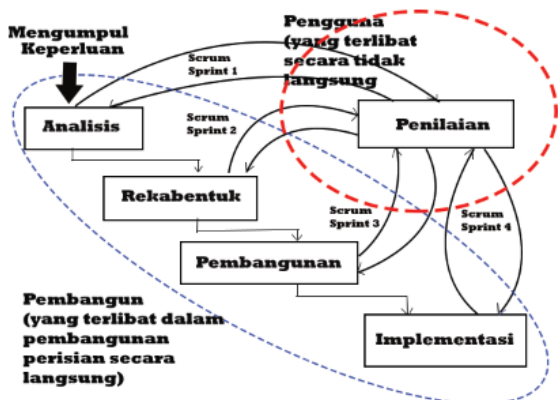 Mengumpul
Keperluan
Pengguna
(yang terlibat
secara tidak
langsung
Scrum
Sprint 1
Analisis
Scrum
Sprint 2
Penilaian
Rekabentuk
Scrum
Sprint 3
Scrum
Sprint 4
Pembangunan
Pembangun
(yang terlibat dalam
pembangunan
perisian secara
langsung)
Implementasi